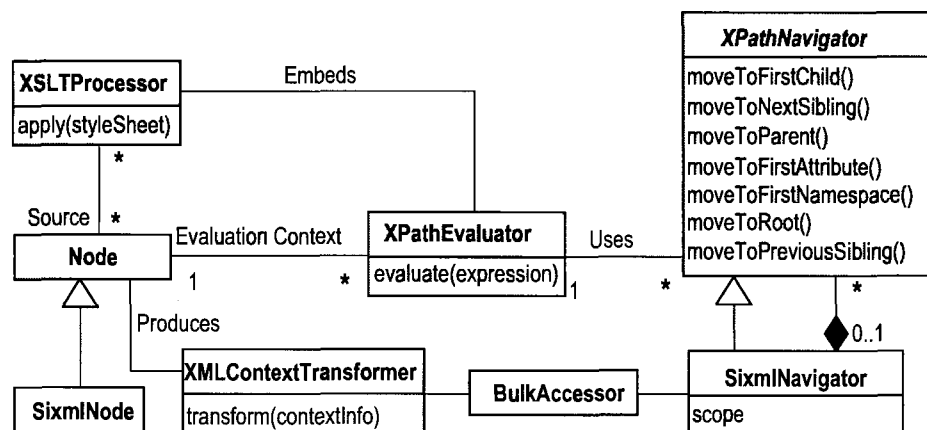 XPathNavigator
moveToFirstChild()
moveToNextSibling()
moveToParent()
moveToFirstAttribute()
moveToFirstNamespace()
moveToRoot()
moveToPreviousSibling()
Embeds
XSLTProcessor
apply(styleSheet)
*
Source
*
Node
Evaluation Context
1
*
XPathEvaluator
evaluate(expression)
Uses
1
*
*
0..1
Produces
SixmlNode
XMLContextTransformer
transform(contextInfo)
BulkAccessor
SixmlNavigator
scope